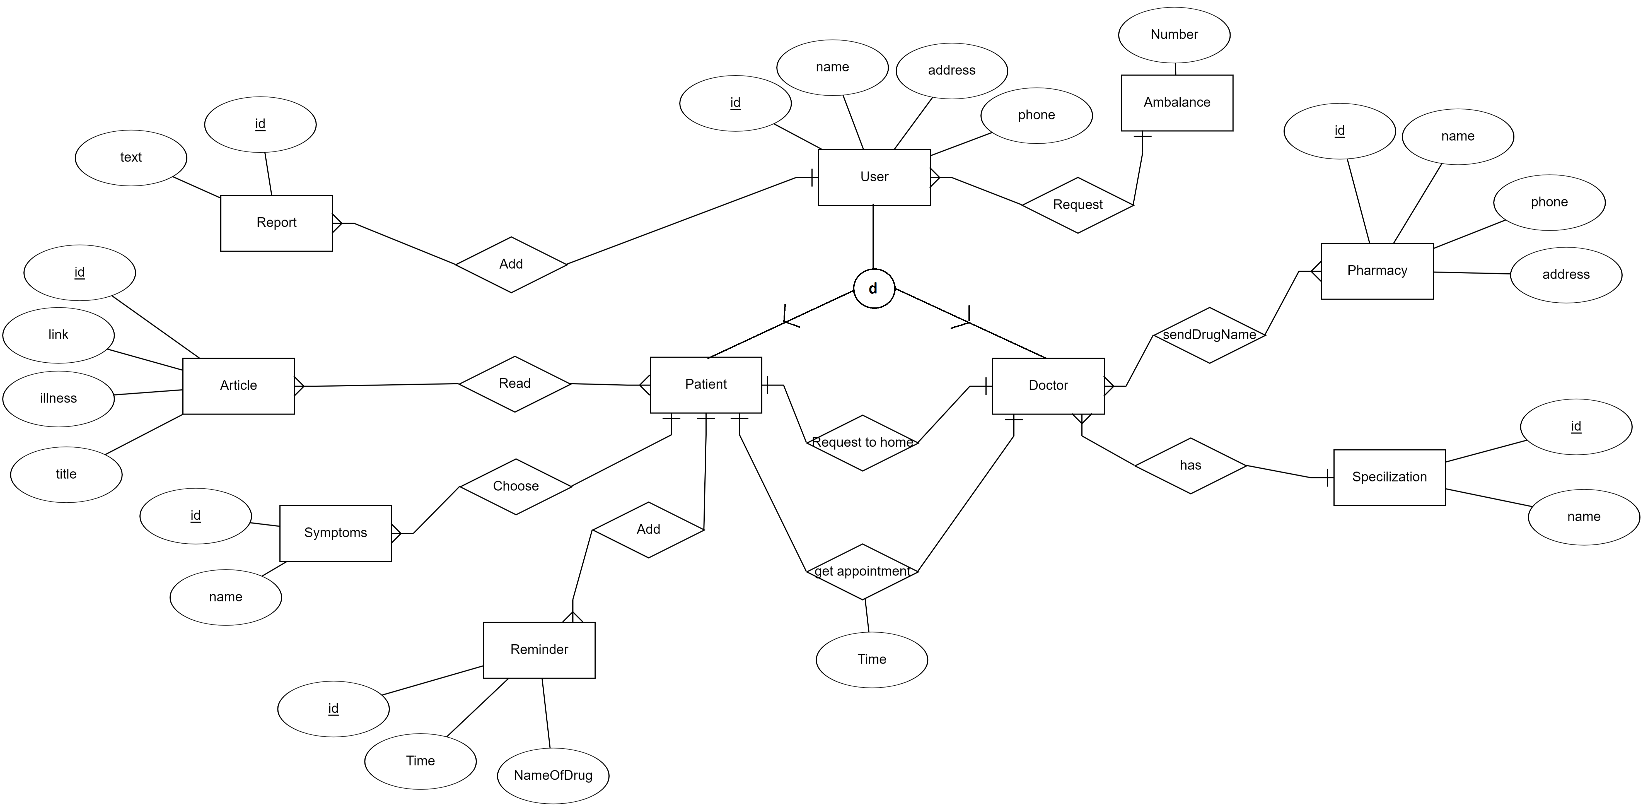 Number
name
address
id
phone
Ambalance
id
text
id
name
User
Request
phone
Report
Add
Pharmacy
address
id
d
link
sendDrugName
Article
Read
Patient
Doctor
illness
id
Request to home
title
has
Specilization
Choose
id
name
Symptoms
Add
get appointment
name
Reminder
Time
id
Time
NameOfDrug